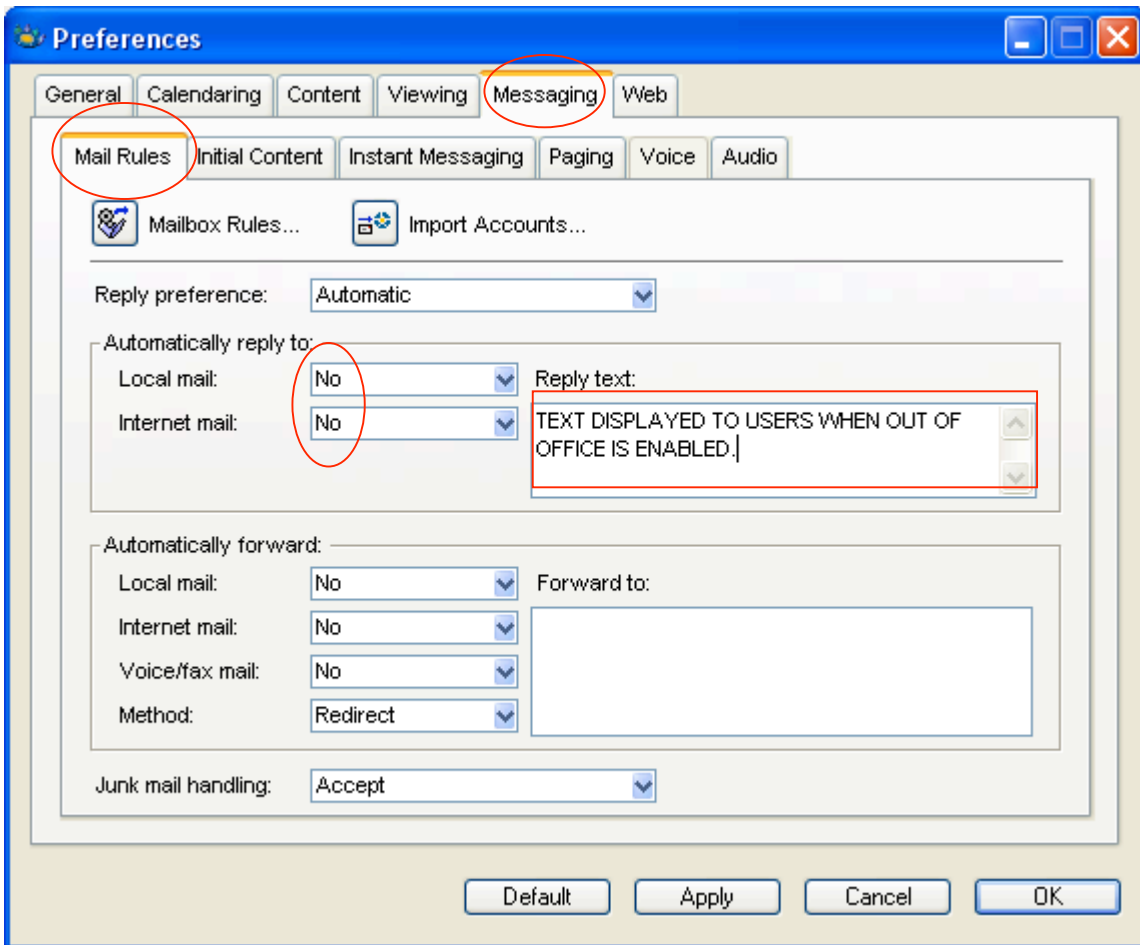 Preferences
General Calendaring Content Viewing Messaging Web
Mail Rules Initial Content Instant Messaging Paging Voice Audio
Mailbox Rules... Import Accounts...
Reply preference: Automatic
Automatically reply to:
Local mail: No Reply text:
Internet mail: No TEXT DISPLAYED TO USERS WHEN OUT OF
OFFICE IS ENABLED.
Automatically forward:
Local mail: No Forward to:
Internet mail: No
Voice/fax mail: No
Method: Redirect
Junk mail handling: Accept
Default Apply Cancel OK